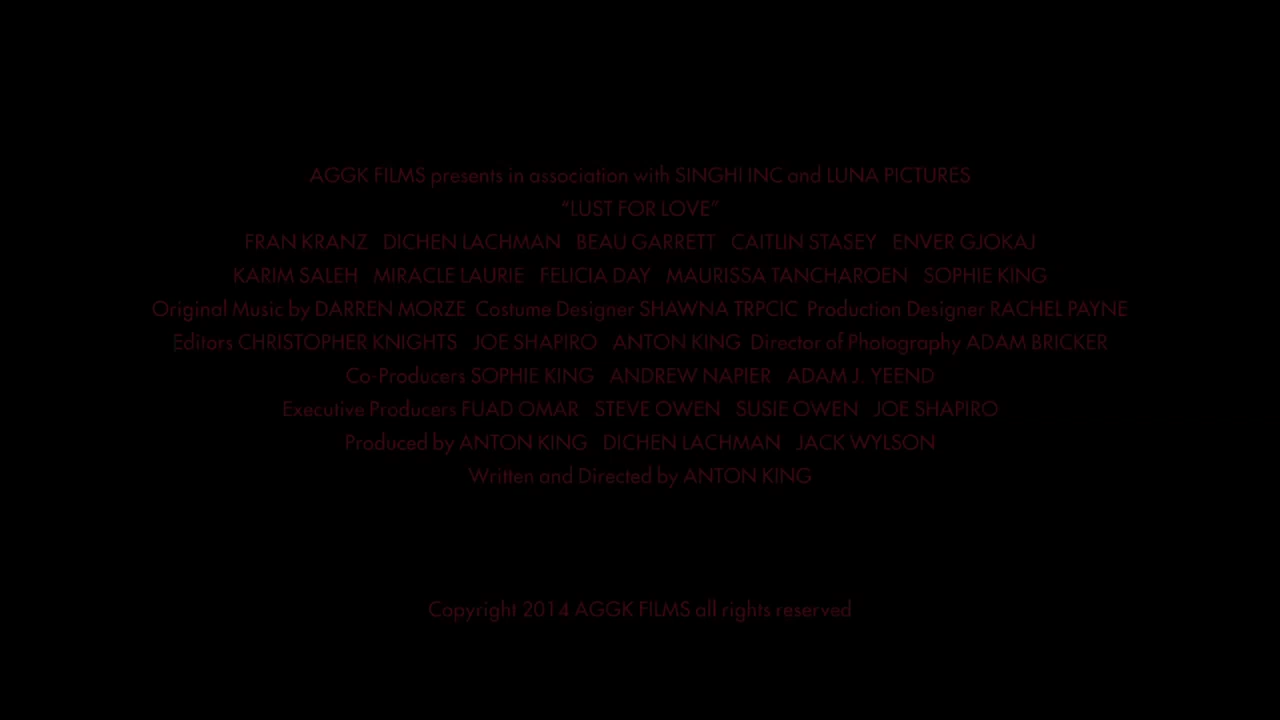 AGGK FILMS presents in association with SINGHI INC and LUNA PICTURES
“LUST FOR LOVE”
FRAN KRANZ DICHEN LACHMAN BEAU GARRETT CAITLIN STASEY ENVER GJOKAJ
KARIM SALEH MIRACLE LAURIE FELICIA DAY MAURISSA TANCHAROEN SOPHIE KING
Original Music by DARREN MORZE Costume Designer SHAWNA TRPCIC Production Designer RACHEL PAYNE
Editors CHRISTOPHER KNIGHTS JOE SHAPIRO ANTON KING Director of Photography ADAM BRICKER
Co-Producers SOPHIE KING ANDREW NAPIER ADAM J. YEEND
Executive Producers FUAD OMAR STEVE OWEN SUSIE OWEN JOE SHAPIRO
Produced by ANTON KING DICHEN LACHMAN JACK WYLSON
Written and Directed by ANTON KING
Copyright 2014 AGGK FILMS all rights reserved